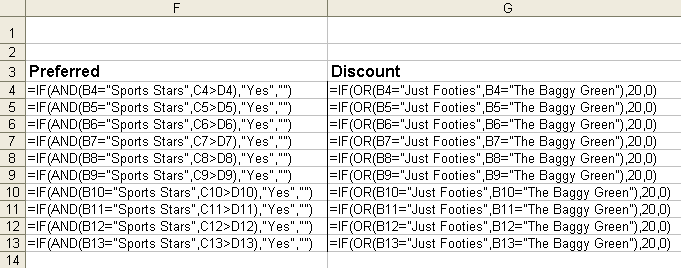 F G
1
2
3 Preferred Discount
4 =IF(AND(B4="Sports Stars",C4>D4),"Yes","") =IF(OR(B4="Just Footies",B4="The Baggy Green"),20,0)
5 =IF(AND(B5="Sports Stars",C5>D5),"Yes","") =IF(OR(B5="Just Footies",B5="The Baggy Green"),20,0)
6 =IF(AND(B6="Sports Stars",C6>D6),"Yes","") =IF(OR(B6="Just Footies",B6="The Baggy Green"),20,0)
7 =IF(AND(B7="Sports Stars",C7>D7),"Yes","") =IF(OR(B7="Just Footies",B7="The Baggy Green"),20,0)
8 =IF(AND(B8="Sports Stars",C8>D8),"Yes","") =IF(OR(B8="Just Footies",B8="The Baggy Green"),20,0)
9 =IF(AND(B9="Sports Stars",C9>D9),"Yes","") =IF(OR(B9="Just Footies",B9="The Baggy Green"),20,0)
10 =IF(AND(B10="Sports Stars",C10>D10),"Yes","") =IF(OR(B10="Just Footies",B10="The Baggy Green"),20,0)
11 =IF(AND(B11="Sports Stars",C11>D11),"Yes","") =IF(OR(B11="Just Footies",B11="The Baggy Green"),20,0)
12 =IF(AND(B12="Sports Stars",C12>D12),"Yes","") =IF(OR(B12="Just Footies",B12="The Baggy Green"),20,0)
13 =IF(AND(B13="Sports Stars",C13>D13),"Yes","") =IF(OR(B13="Just Footies",B13="The Baggy Green"),20,0)
14